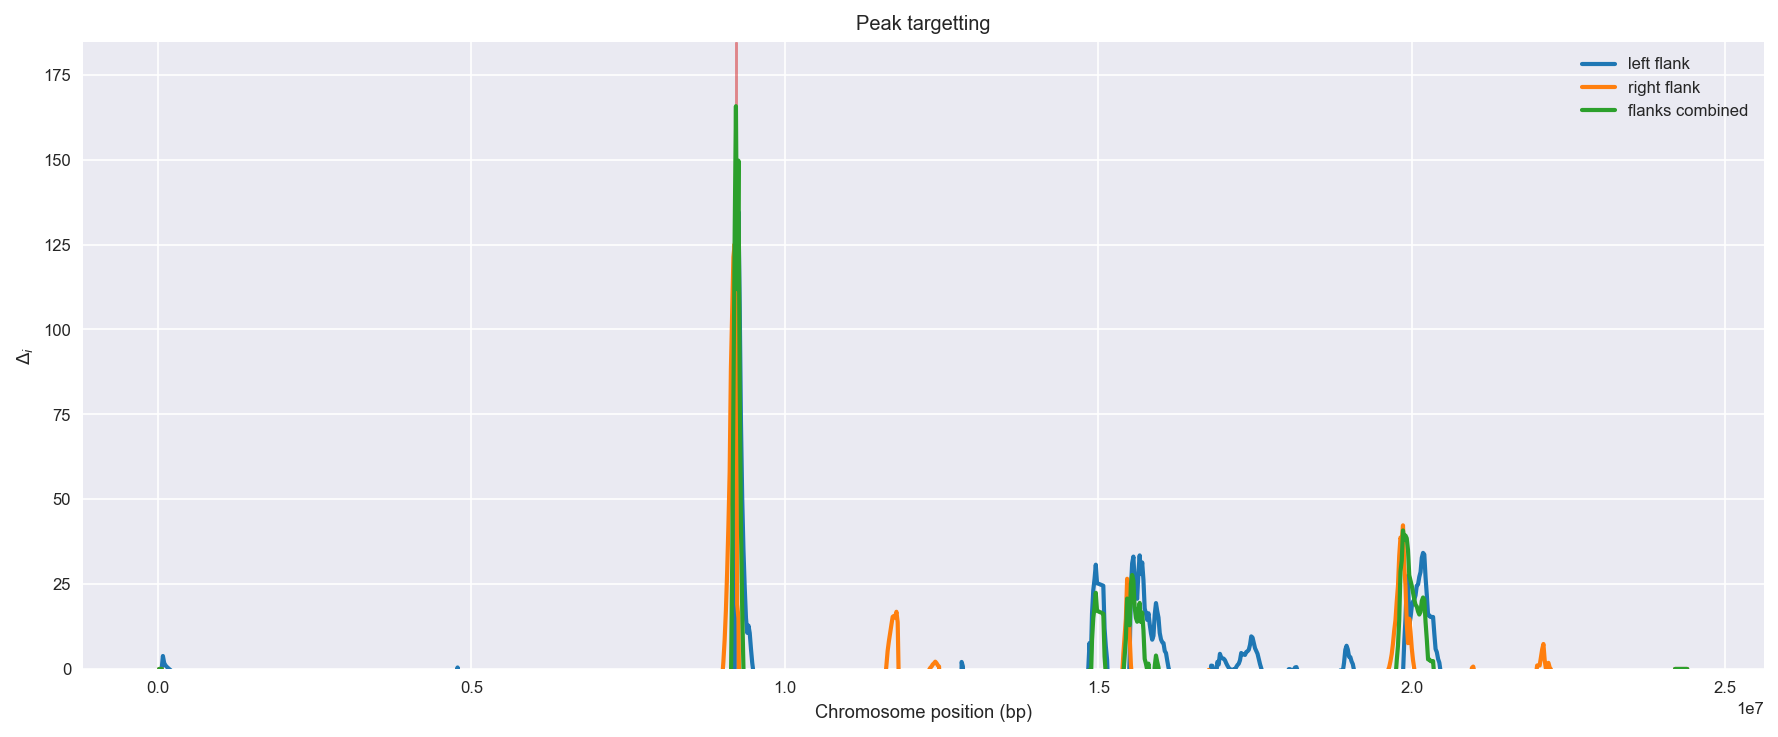 Peak targetting
175
150
125
100
75
50
25
0
Δi
left flank
right flank
flanks combined
0.0 0.5 1.0 1.5 2.0 2.5
1e7
Chromosome position (bp)